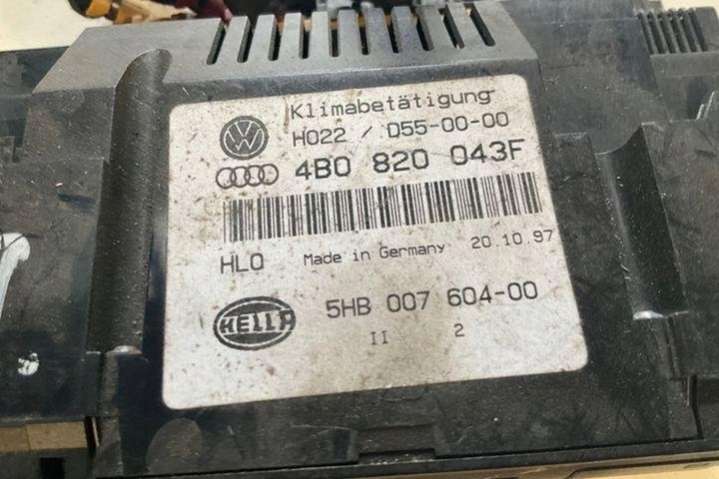 Klimabetätigung
H022 / 055-00-00
4B0 820 043F
HLO Made in Germany 20.10.97
HELLA 5HB 007 604-00
II 2